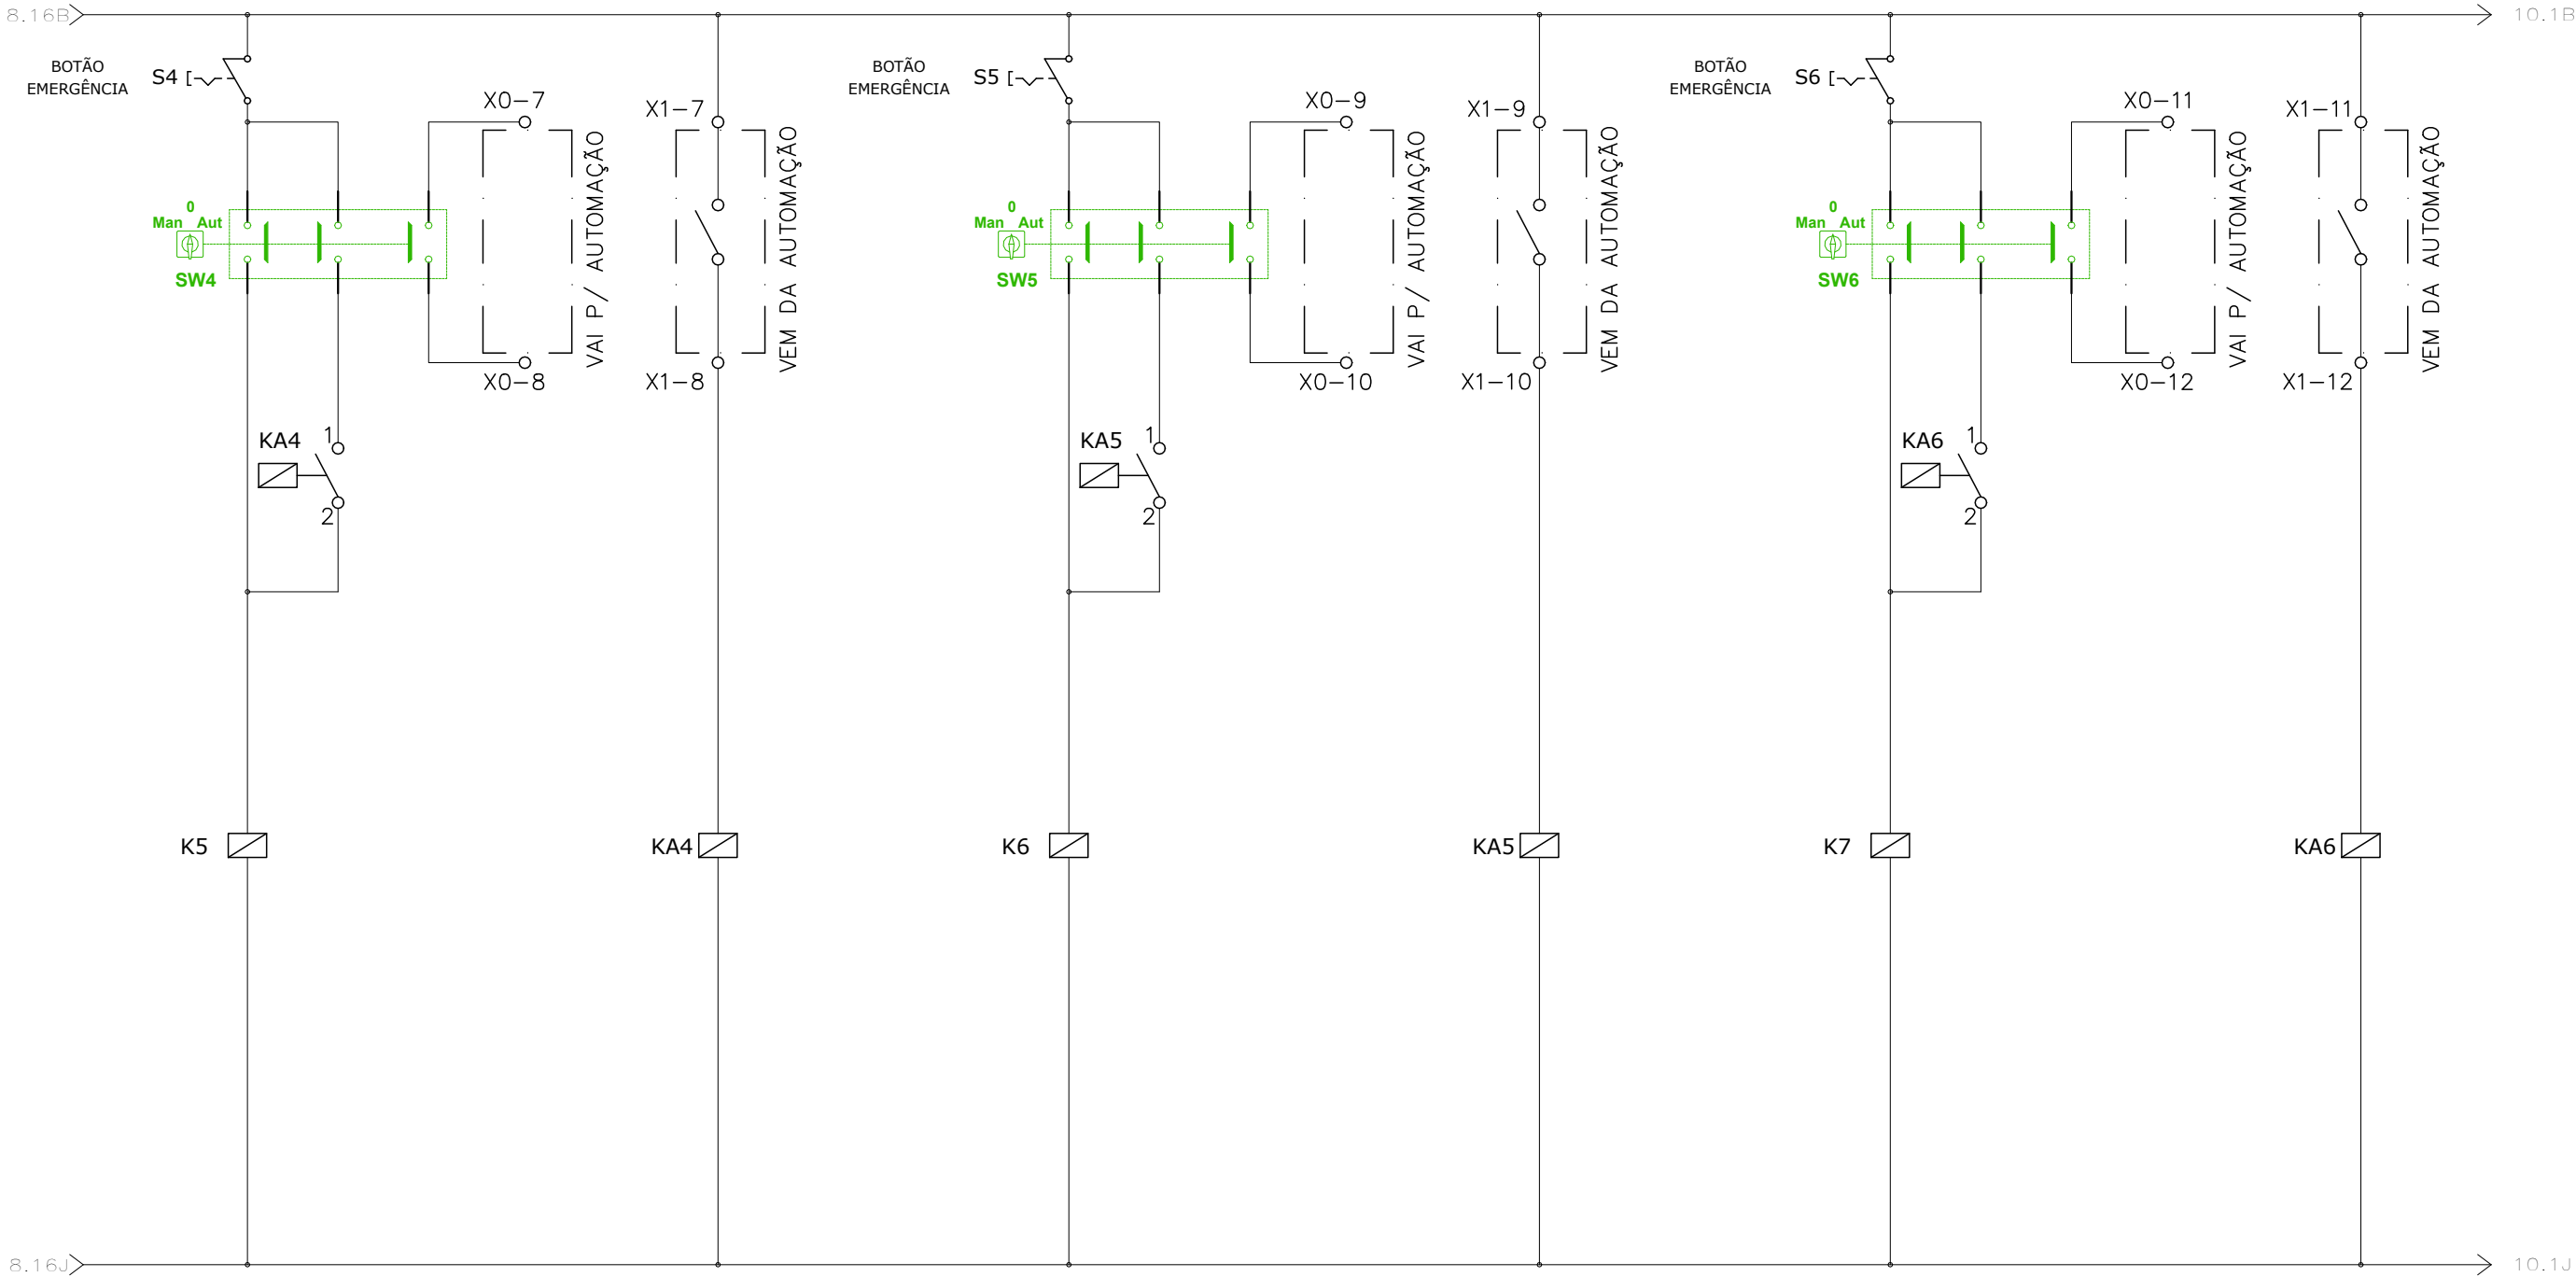 8.16B
10.1B
BOTÃO
EMERGÊNCIA
S4
X0-7
X1-7
0
Man Aut
SW4
VAI P/ AUTOMAÇÃO
VEM DA AUTOMAÇÃO
X0-8
X1-8
KA4
1
2
K5
KA4
BOTÃO
EMERGÊNCIA
S5
X0-9
X1-9
0
Man Aut
SW5
VAI P/ AUTOMAÇÃO
VEM DA AUTOMAÇÃO
X0-10
X1-10
KA5
1
2
K6
KA5
BOTÃO
EMERGÊNCIA
S6
X0-11
X1-11
0
Man Aut
SW6
VAI P/ AUTOMAÇÃO
VEM DA AUTOMAÇÃO
X0-12
X1-12
KA6
1
2
K7
KA6
8.16J
10.1J